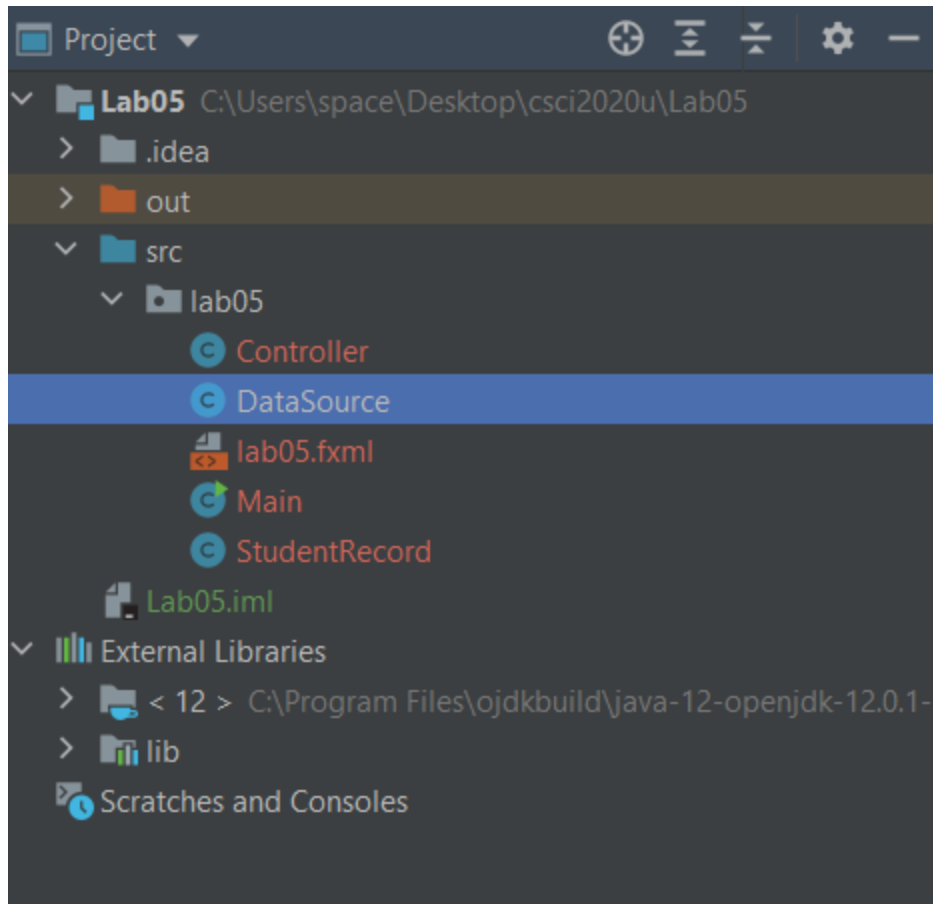 Project
Lab05 C:\Users\space\Desktop\csci2020u\Lab05
.idea
out
src
lab05
Controller
DataSource
lab05.fxml
Main
StudentRecord
Lab05.iml
External Libraries
< 12 > C:\Program Files\ojdkbuild\java-12-openjdk-12.0.1-
lib
Scratches and Consoles